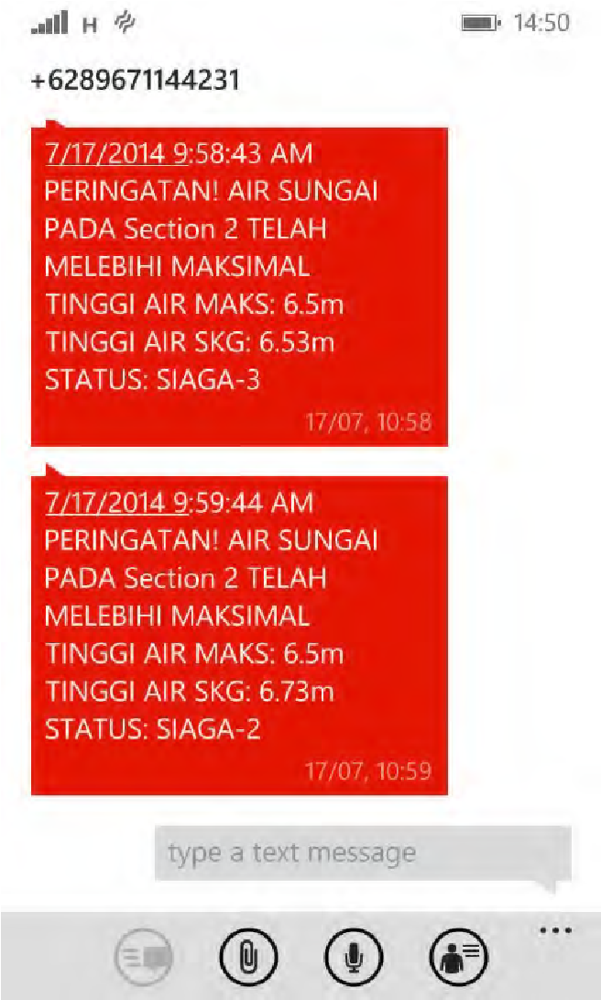 H 14:50
+6289671144231
7/17/2014 9:58:43 AM
PERINGATAN! AIR SUNGAI
PADA Section 2 TELAH
MELEBIHI MAKSIMAL
TINGGI AIR MAKS: 6.5m
TINGGI AIR SKG: 6.53m
STATUS: SIAGA-3
17/07, 10:58
7/17/2014 9:59:44 AM
PERINGATAN! AIR SUNGAI
PADA Section 2 TELAH
MELEBIHI MAKSIMAL
TINGGI AIR MAKS: 6.5m
TINGGI AIR SKG: 6.73m
STATUS: SIAGA-2
17/07, 10:59
type a text message